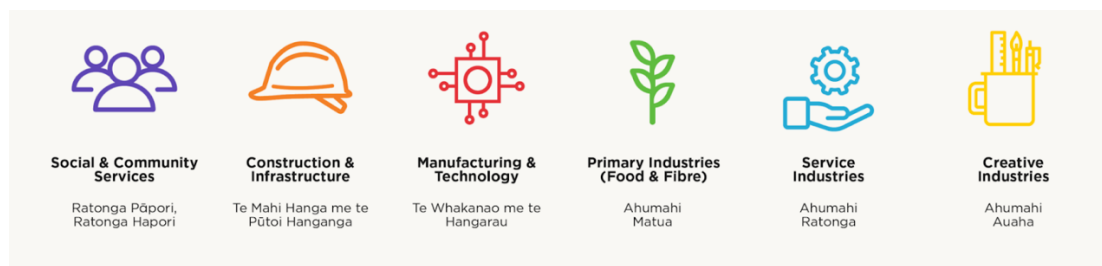 Social & Community
Services
Ratonga Pāpori,
Ratonga Hapori
Construction &
Infrastructure
Te Mahi Hanga me te
Pūtoi Hanganga
Manufacturing &
Technology
Te Whakanao me te
Hangarau
Primary Industries
(Food & Fibre)
Ahumahi
Matua
Service
Industries
Ahumahi
Ratonga
Creative
Industries
Ahumahi
Auaha